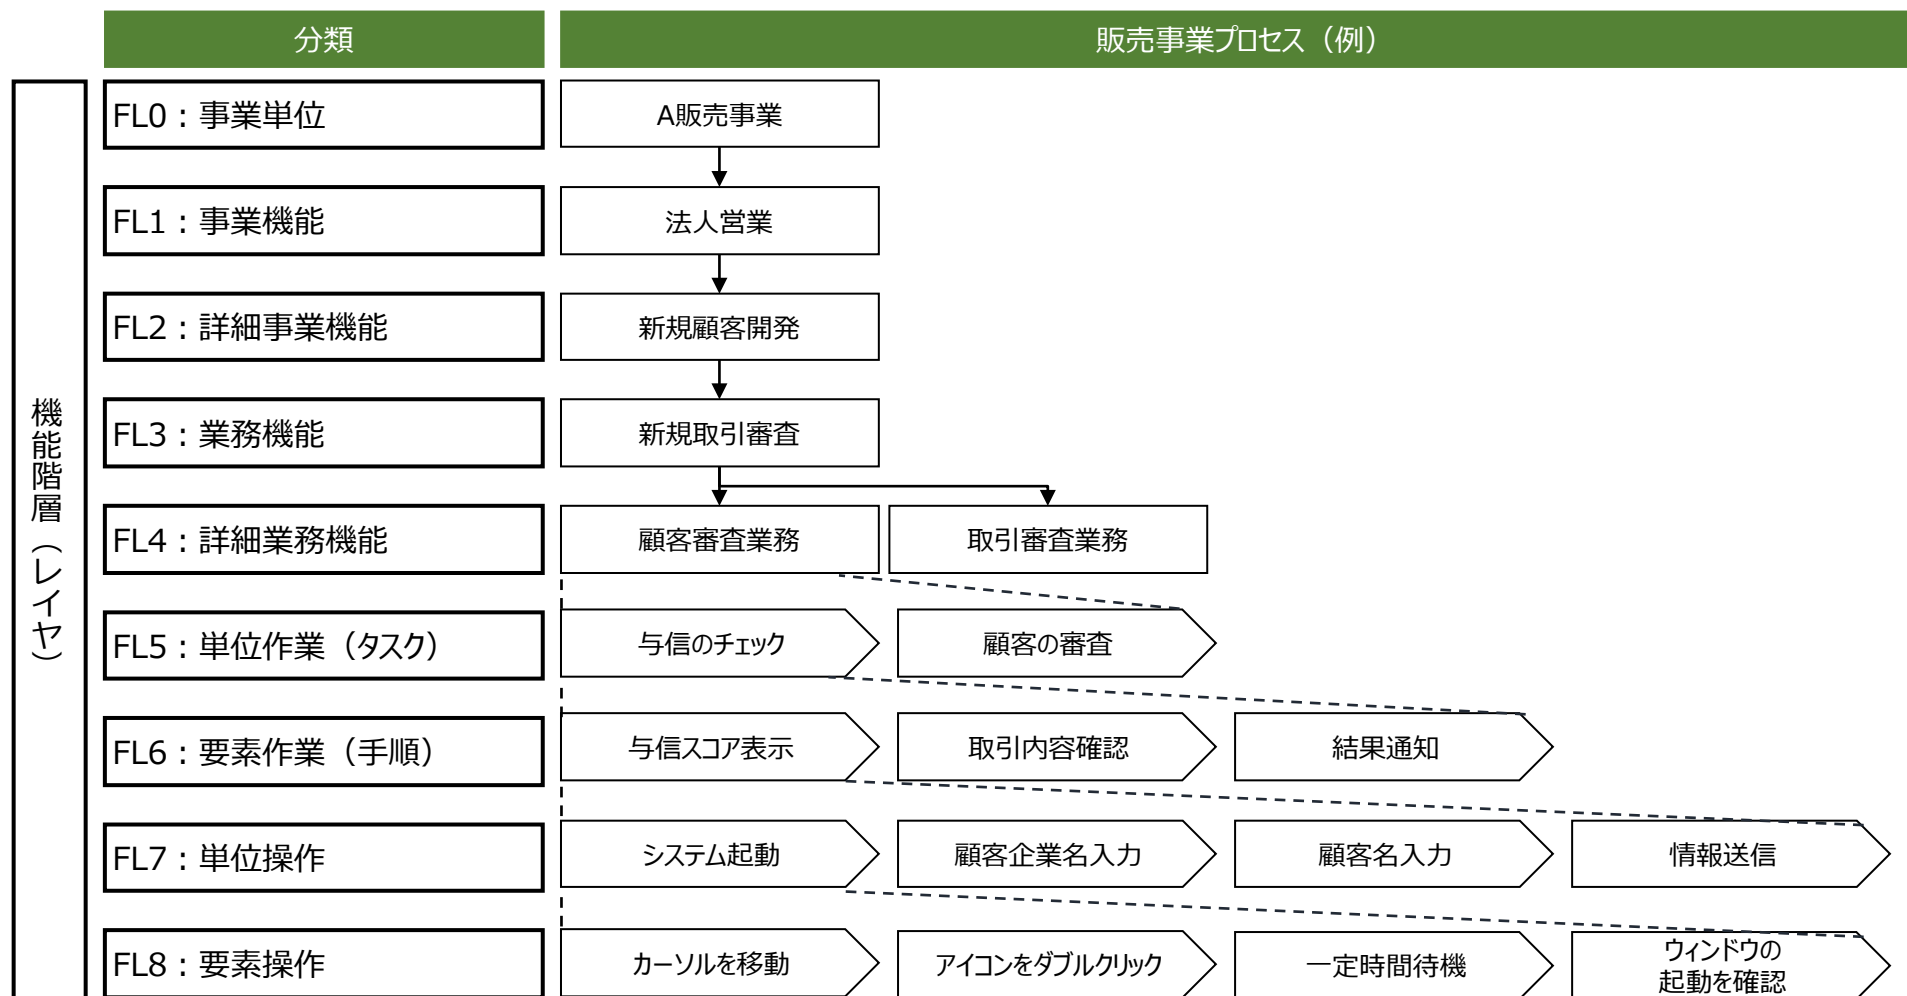 分類
販売事業プロセス（例）
機能階層（レイヤ）
FL0：事業単位
A販売事業
FL1：事業機能
法人営業
FL2：詳細事業機能
新規顧客開発
FL3：業務機能
新規取引審査
FL4：詳細業務機能
顧客審査業務
取引審査業務
FL5：単位作業（タスク）
与信のチェック
顧客の審査
FL6：要素作業（手順）
与信スコア表示
取引内容確認
結果通知
FL7：単位操作
システム起動
顧客企業名入力
顧客名入力
情報送信
FL8：要素操作
カーソルを移動
アイコンをダブルクリック
一定時間待機
ウィンドウの
起動を確認